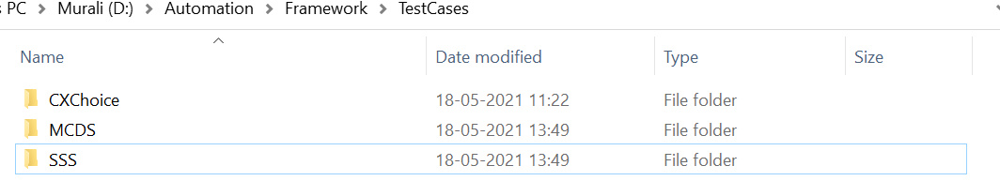 PC > Murali (D:) > Automation > Framework > TestCases
Name Date modified Type Size
CXChoice 18-05-2021 11:22 File folder
MCDS 18-05-2021 13:49 File folder
SSS 18-05-2021 13:49 File folder